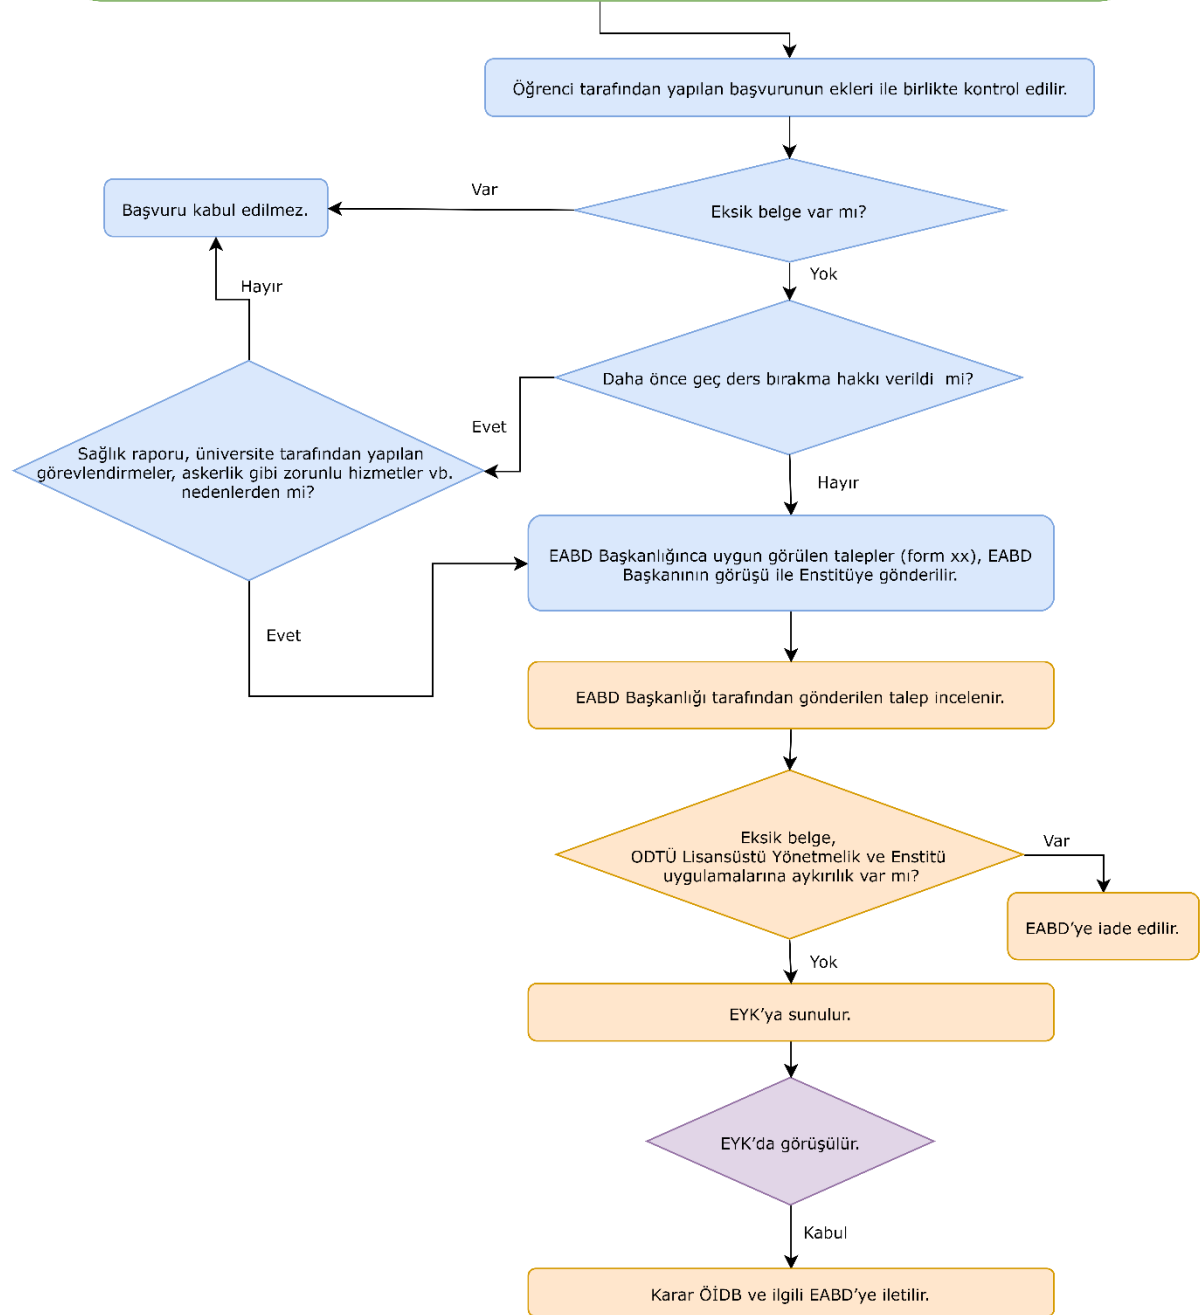 Öğrenci tarafından yapılan başvurunun ekleri ile birlikte kontrol edilir.
Var
Başvuru kabul edilmez.
Eksik belge var mı?
Yok
Hayır
Daha önce geç ders bırakma hakkı verildi  mi?
Evet
Sağlık raporu, üniversite tarafından yapılan
görevlendirmeler, askerlik gibi zorunlu hizmetler vb.
nedenlerden mi?
Hayır
EABD Başkanlığınca uygun görülen talepler (form xx), EABD
Başkanının görüşü ile Enstitüye gönderilir.
Evet
EABD Başkanlığı tarafından gönderilen talep incelenir.
Eksik belge,
ODTÜ Lisansüstü Yönetmelik ve Enstitü
uygulamalarına aykırılık var mı?
Var
EABD’ye iade edilir.
Yok
EYK’ya sunulur.
EYK’da görüşülür.
Kabul
Karar ÖİDB ve ilgili EABD’ye iletilir.